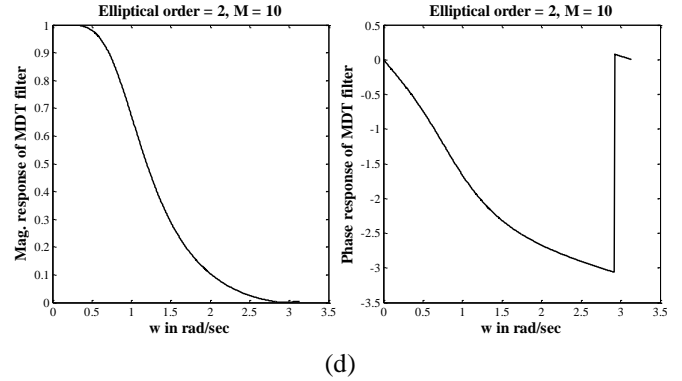 Elliptical order = 2, M = 10
Mag. response of MDT filter
1
0.9
0.8
0.7
0.6
0.5
0.4
0.3
0.2
0.1
0
0 0.5 1 1.5 2 2.5 3 3.5
w in rad/sec
Elliptical order = 2, M = 10
Phase response of MDT filter
0.5
0
-0.5
-1
-1.5
-2
-2.5
-3
-3.5
0 0.5 1 1.5 2 2.5 3 3.5
w in rad/sec
(d)